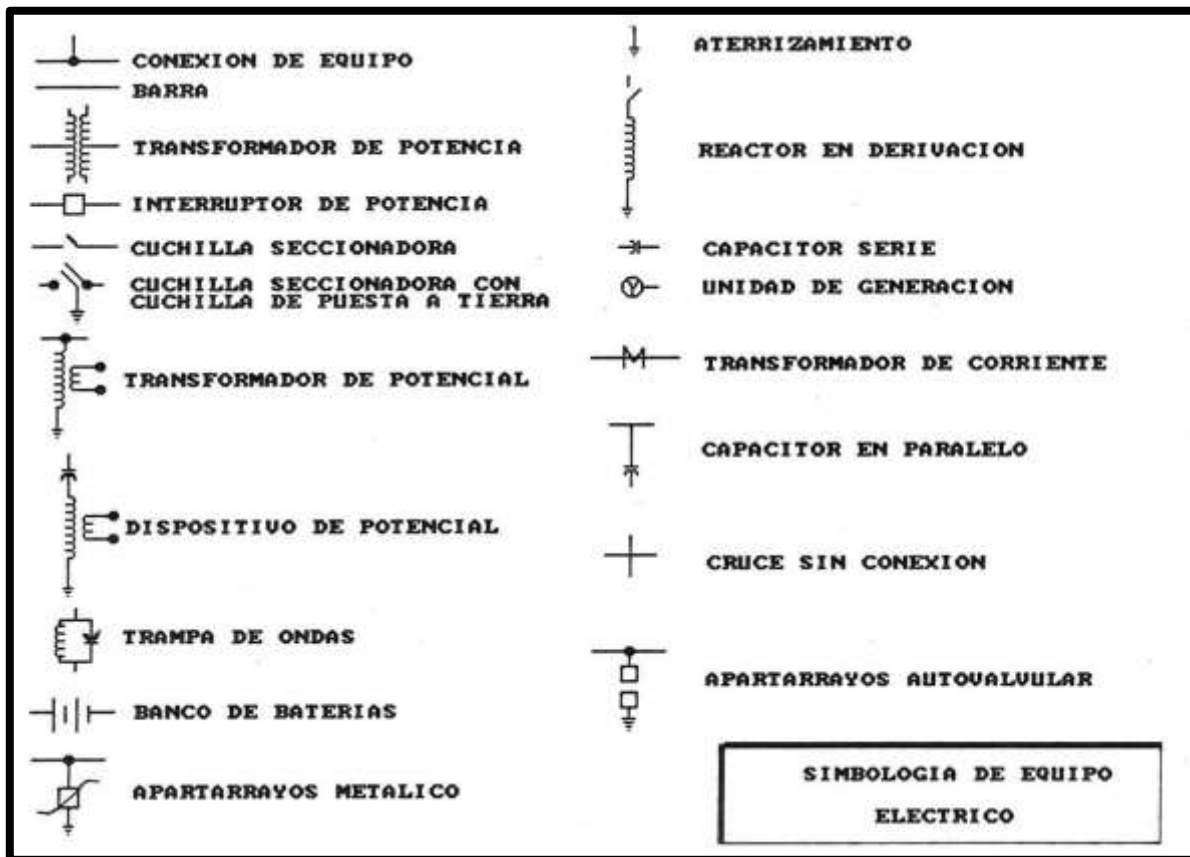 CONEXION DE EQUIPO
BARRA
TRANSFORMADOR DE POTENCIA
INTERRUPTOR DE POTENCIA
CUCHILLA SECCIONADORA
CUCHILLA SECCIONADORA CON
CUCHILLA DE PUESTA A TIERRA
TRANSFORMADOR DE POTENCIAL
DISPOSITIVO DE POTENCIAL
TRAMPA DE ONDAS
BANCO DE BATERIAS
APARTARRAYOS METALICO
ATERRIZAMIENTO
REACTOR EN DERIVACION
CAPACITOR SERIE
Y
UNIDAD DE GENERACION
TRANSFORMADOR DE CORRIENTE
CAPACITOR EN PARALELO
CRUCE SIN CONEXION
APARTARRAYOS AUTOVALVULAR
SIMBOLOGIA DE EQUIPO
ELECTRICO